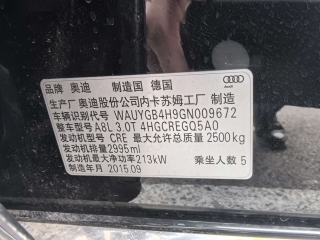 品牌 奥迪 制造国 德国
生产厂 奥迪股份公司内卡苏姆工厂 制造
车辆识别代号 WAUYGB4H9GN009672
整车型号 A8L 3.0T 4HGCREGQ5A0
发动机型号 CRE 最大允许总质量 2500kg
发动机排量 2995ml
发动机最大净功率 213kW 乘坐人数 5
制造年月 2015.09